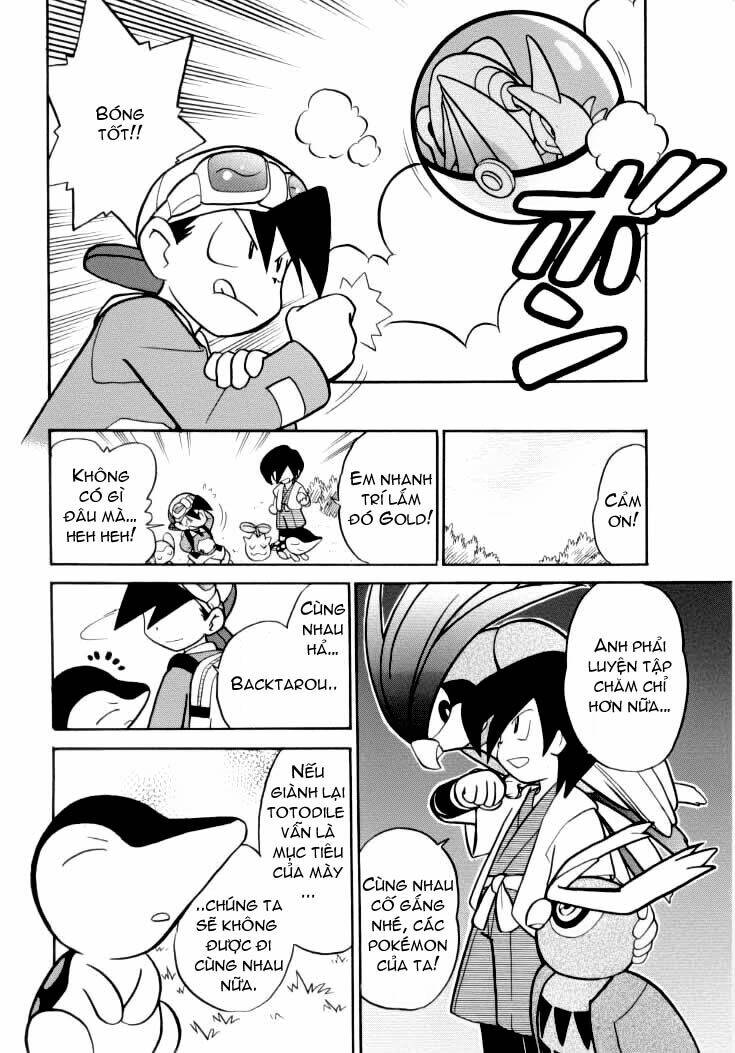 BÓNG
TỐT!!
ボン
KHÔNG
CÓ GÌ
ĐÂU MÀ...
HEH HEH!
EM NHANH
TRÍ LẮM
ĐÓ GOLD!
CẢM
ƠN!
CÙNG
NHAU
HẢ...
BACKTAROU..
ANH PHẢI
LUYỆN TẬP
CHĂM CHỈ
HƠN NỮA...
CÙNG NHAU
CỐ GẮNG
NHÉ, CÁC
POKÉMON
CỦA TA!
NẾU
GIÀNH LẠI
TOTODILE
VẪN LÀ
MỤC TIÊU
CỦA MÀY
...
..CHÚNG TA
SẼ KHÔNG
ĐƯỢC ĐI
CÙNG NHAU
NỮA.